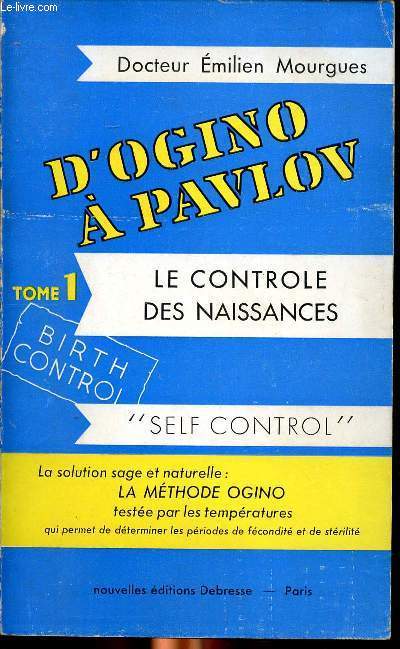 Le-livre.com
Docteur Émilien Mourgues
D'OGINO
À PAVLOV
TOME 1
LE CONTROLE
DES NAISSANCES
BIRTH
CONTROL
"SELF CONTROL"
La solution sage et naturelle :
LA MÉTHODE OGINO
testée par les températures
qui permet de déterminer les périodes de fécondité et de stérilité
nouvelles éditions Debresse — Paris